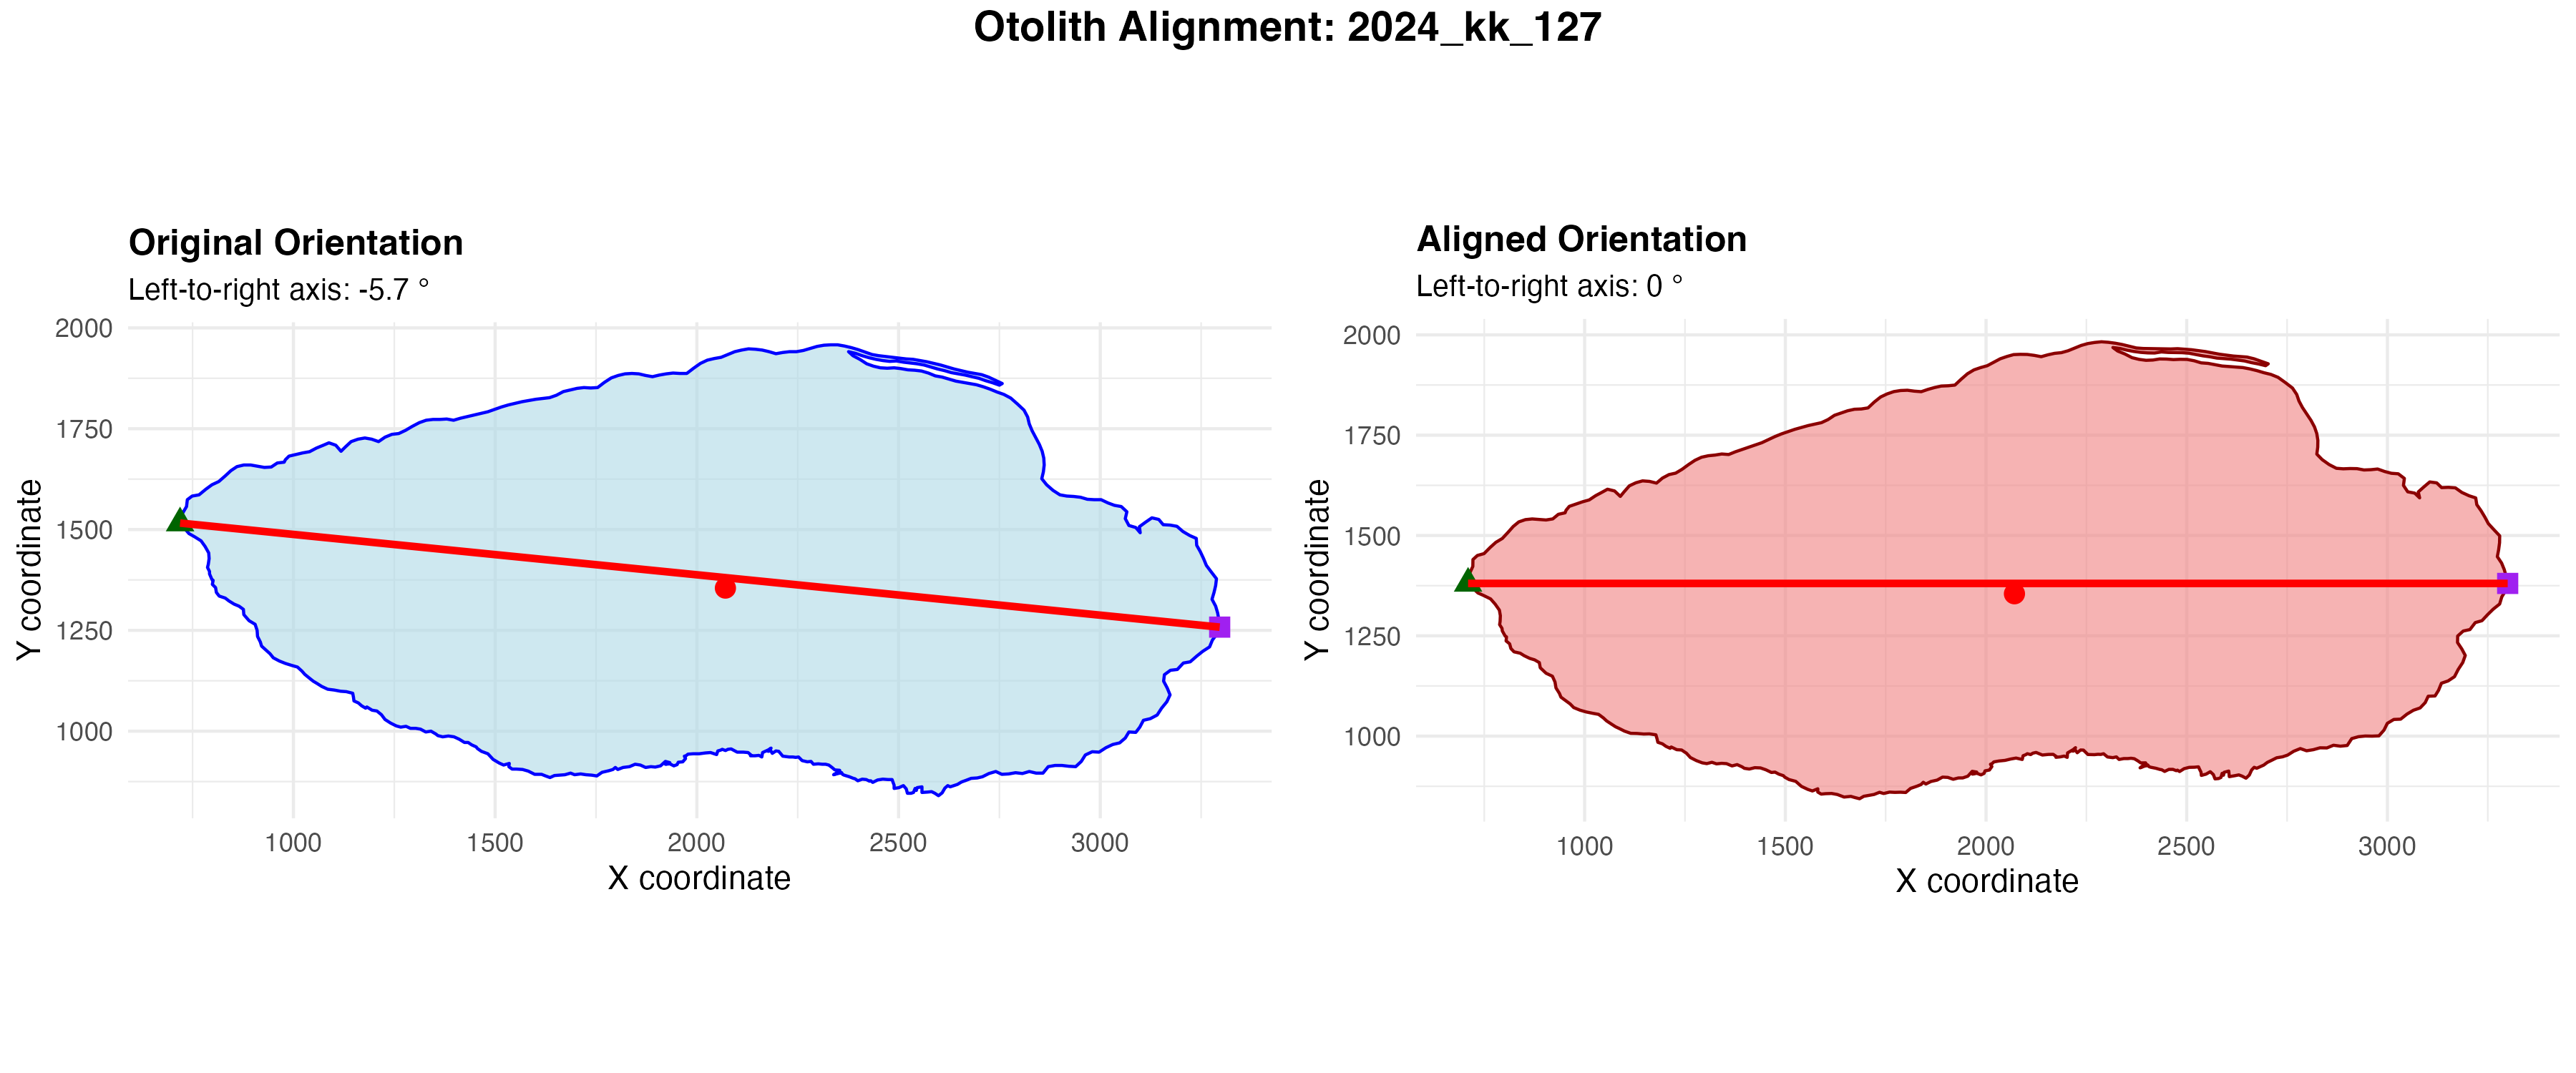 Otolith Alignment: 2024_kk_127
Original Orientation
Left-to-right axis: -5.7 °
2000
1750
1500
1250
1000
Y coordinate
1000 1500 2000 2500 3000
X coordinate
Aligned Orientation
Left-to-right axis: 0 °
2000
1750
1500
1250
1000
Y coordinate
1000 1500 2000 2500 3000
X coordinate